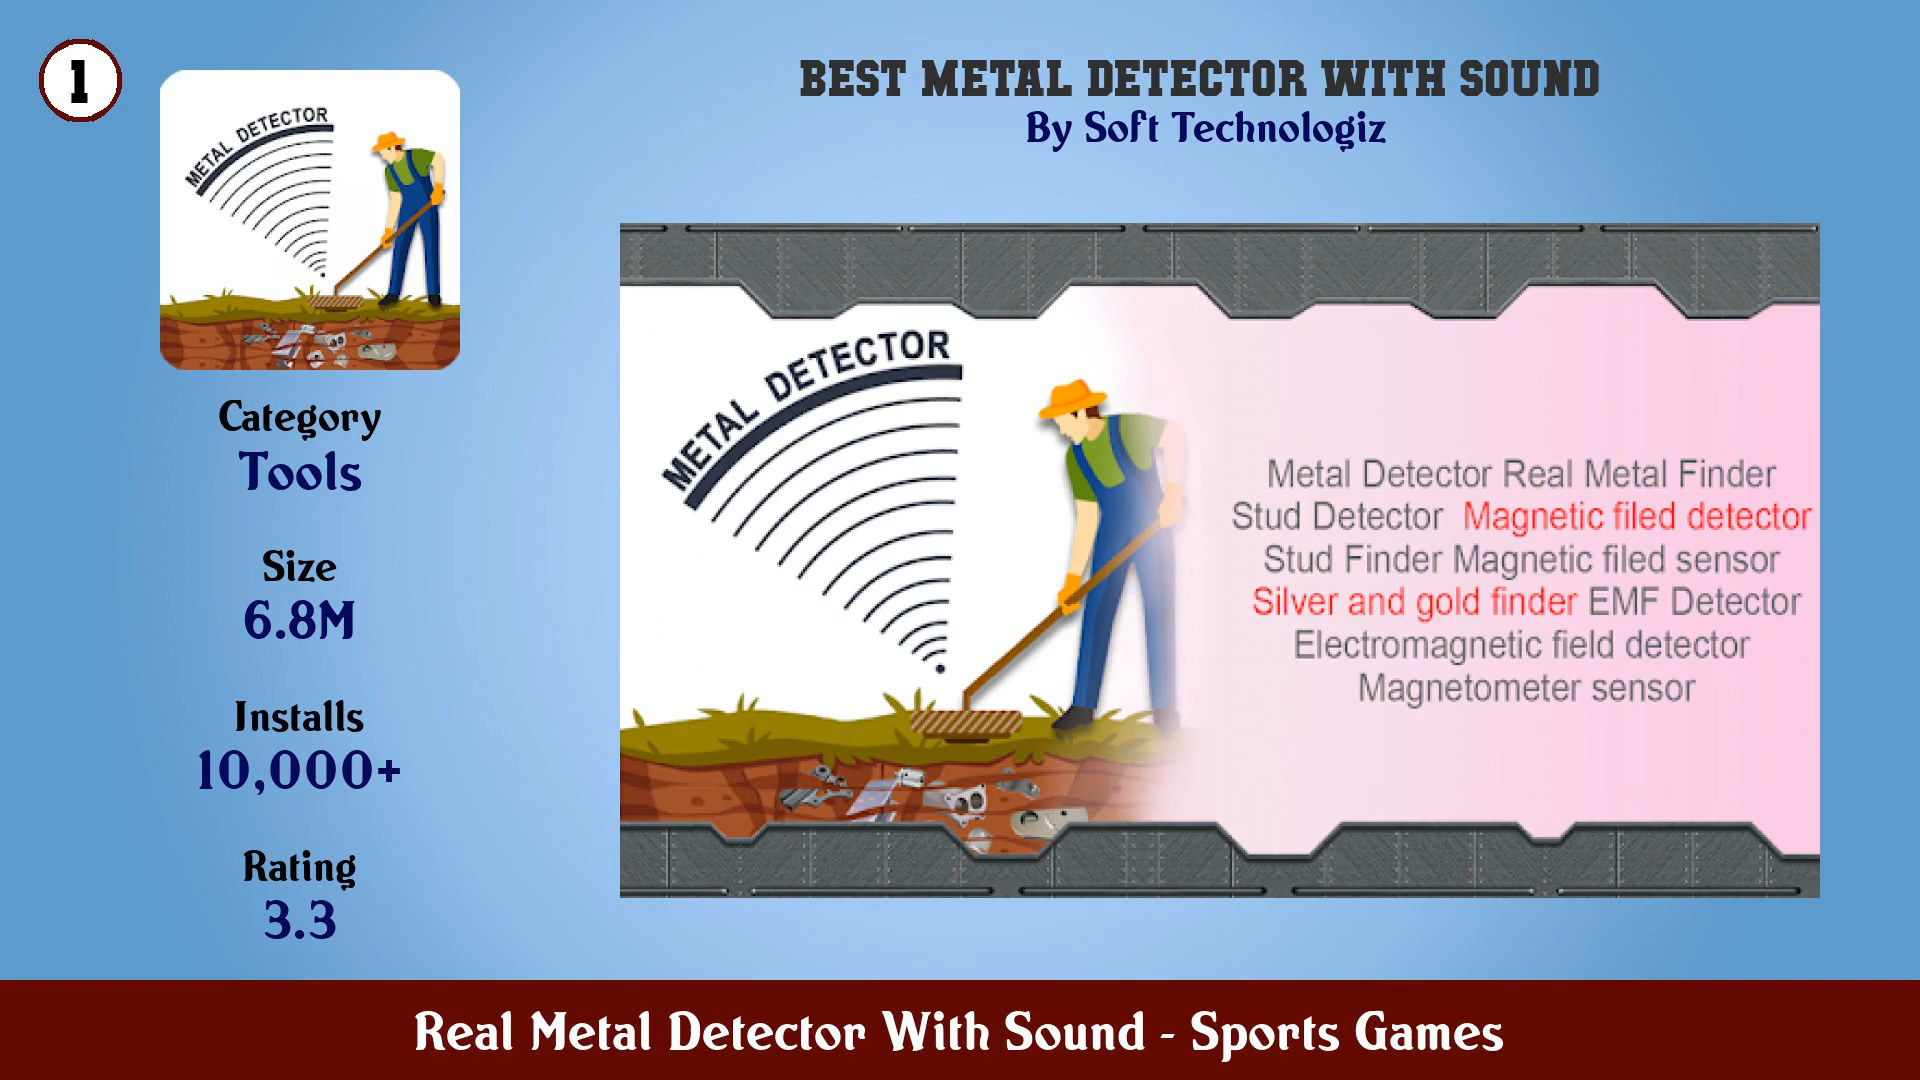 1
METAL DETECTOR
BEST METAL DETECTOR WITH SOUND
By Soft Technologiz
Category
Tools
Size
6.8M
Installs
10,000+
Rating
3.3
METAL DETECTOR
Metal Detector Real Metal Finder
Stud Detector Magnetic filed detector
Stud Finder Magnetic filed sensor
Silver and gold finder EMF Detector
Electromagnetic field detector
Magnetometer sensor
Real Metal Detector With Sound - Sports Games